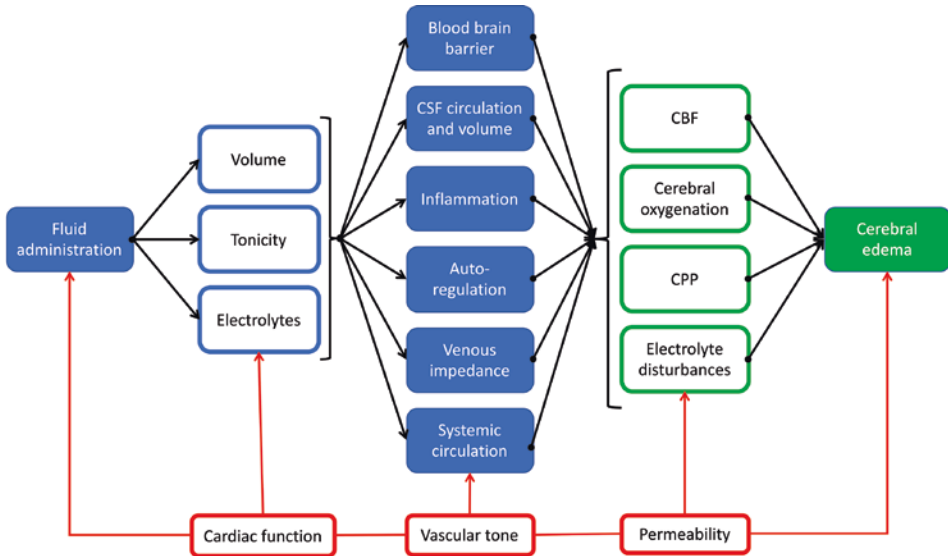 Fluid
administration
Volume
Tonicity
Electrolytes
Blood brain
barrier
CSF circulation
and volume
Inflammation
Auto-
regulation
Venous
impedance
Systemic
circulation
CBF
Cerebral
oxygenation
CPP
Electrolyte
disturbances
Cerebral
edema
Cardiac function
Vascular tone
Permeability